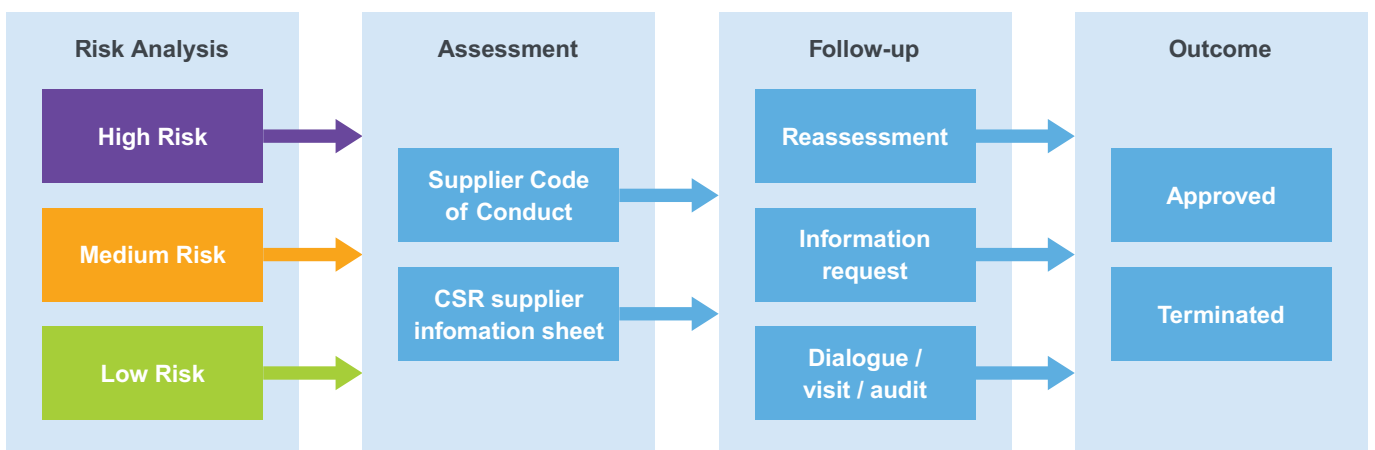 Risk Analysis
High Risk
Medium Risk
Low Risk
Assessment
Supplier Code
of Conduct
CSR supplier
infomation sheet
Follow-up
Reassessment
Information
request
Dialogue /
visit / audit
Outcome
Approved
Terminated